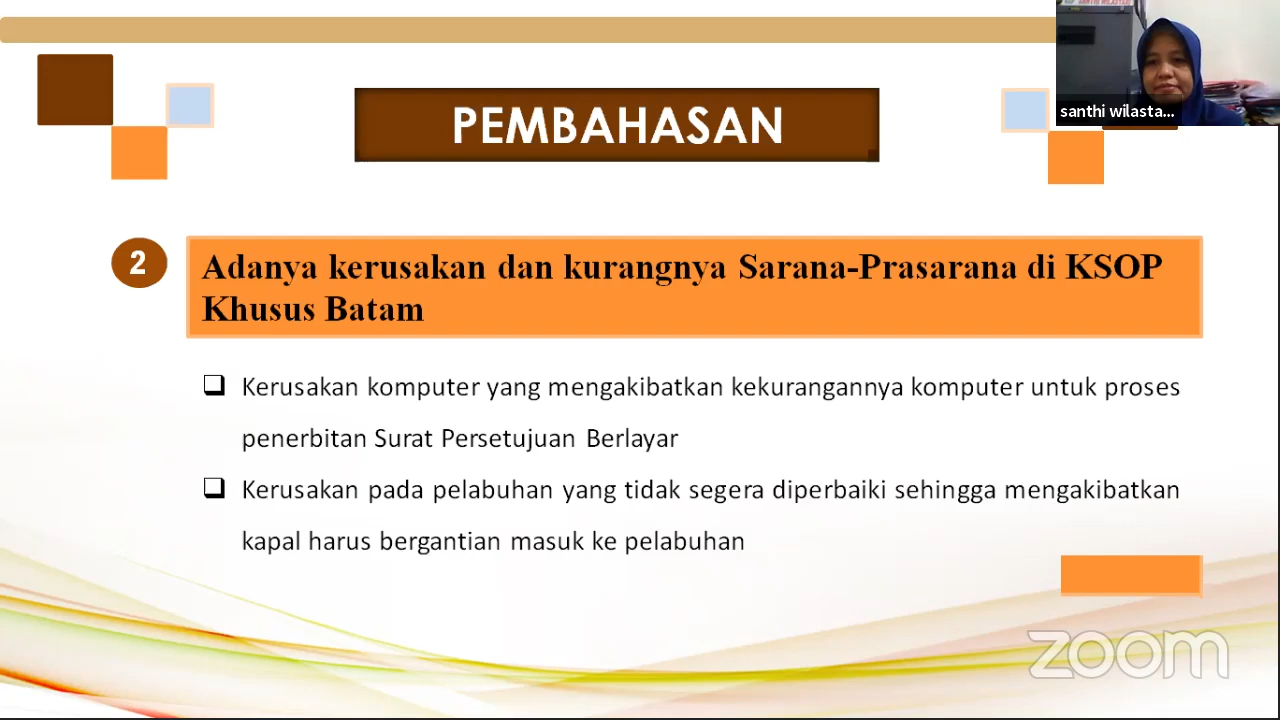 PEMBAHASAN
santhi wilasta...
2
Adanya kerusakan dan kurangnya Sarana-Prasarana di KSOP
Khusus Batam
Kerusakan komputer yang mengakibatkan kekurangannya komputer untuk proses
penerbitan Surat Persetujuan Berlayar
Kerusakan pada pelabuhan yang tidak segera diperbaiki sehingga mengakibatkan
kapal harus bergantian masuk ke pelabuhan
zoom